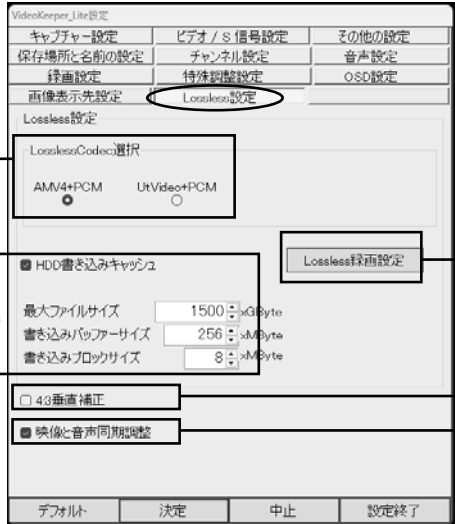 VideoKeeper_Lite設定
キャプチャー設定 ビデオ / S 信号設定 その他の設定
保存場所と名前の設定 チャンネル設定 音声設定
録画設定 特殊調整設定 OSD設定
画像表示先設定 Lossless設定
Lossless設定
LosslessCodec選択
AMV4+PCM UtVideo+PCM
HDD書き込みキャッシュ Lossless録画設定
最大ファイルサイズ 1500 xGByte
書き込みバッファーサイズ 256 xMByte
書き込みブロックサイズ 8 xMByte
4:3垂直補正
映像と音声同期調整
デフォルト 決定 中止 設定終了